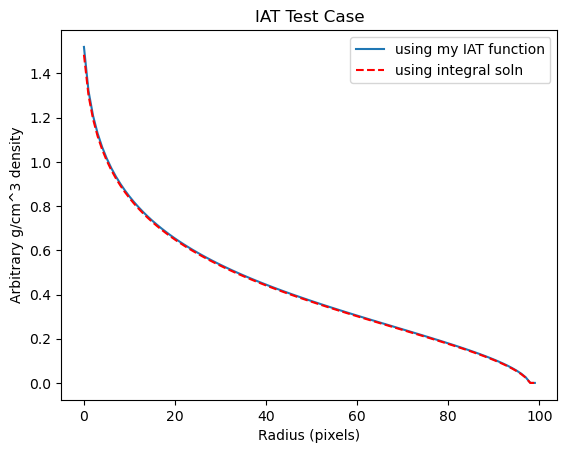 IAT Test Case
using my IAT function
using integral soln
Arbitrary g/cm^3 density
1.4
1.2
1.0
0.8
0.6
0.4
0.2
0.0
0 20 40 60 80 100
Radius (pixels)